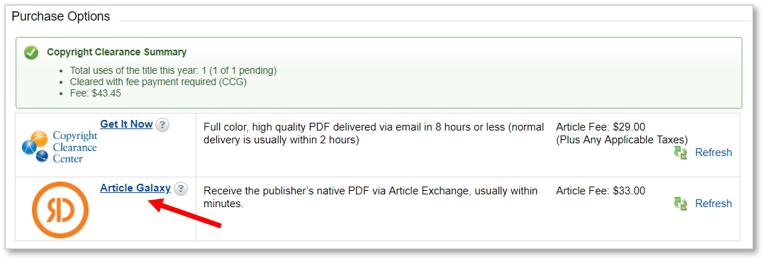 Purchase Options
Copyright Clearance Summary
• Total uses of the title this year: 1 (1 of 1 pending)
• Cleared with fee payment required (CCG)
• Fee: $43.45
Copyright
Clearance
Center
Get It Now ?
Full color, high quality PDF delivered via email in 8 hours or less (normal
delivery is usually within 2 hours)
Article Fee: $29.00
(Plus Any Applicable Taxes)
Refresh
RD
Article Galaxy ?
Receive the publisher's native PDF via Article Exchange, usually within
minutes.
Article Fee: $33.00
Refresh